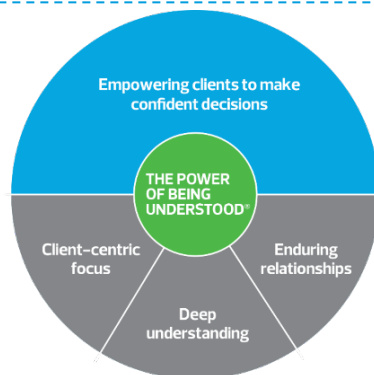 Empowering clients to make
confident decisions
THE POWER
OF BEING
UNDERSTOOD®
Client-centric
focus
Deep
understanding
Enduring
relationships